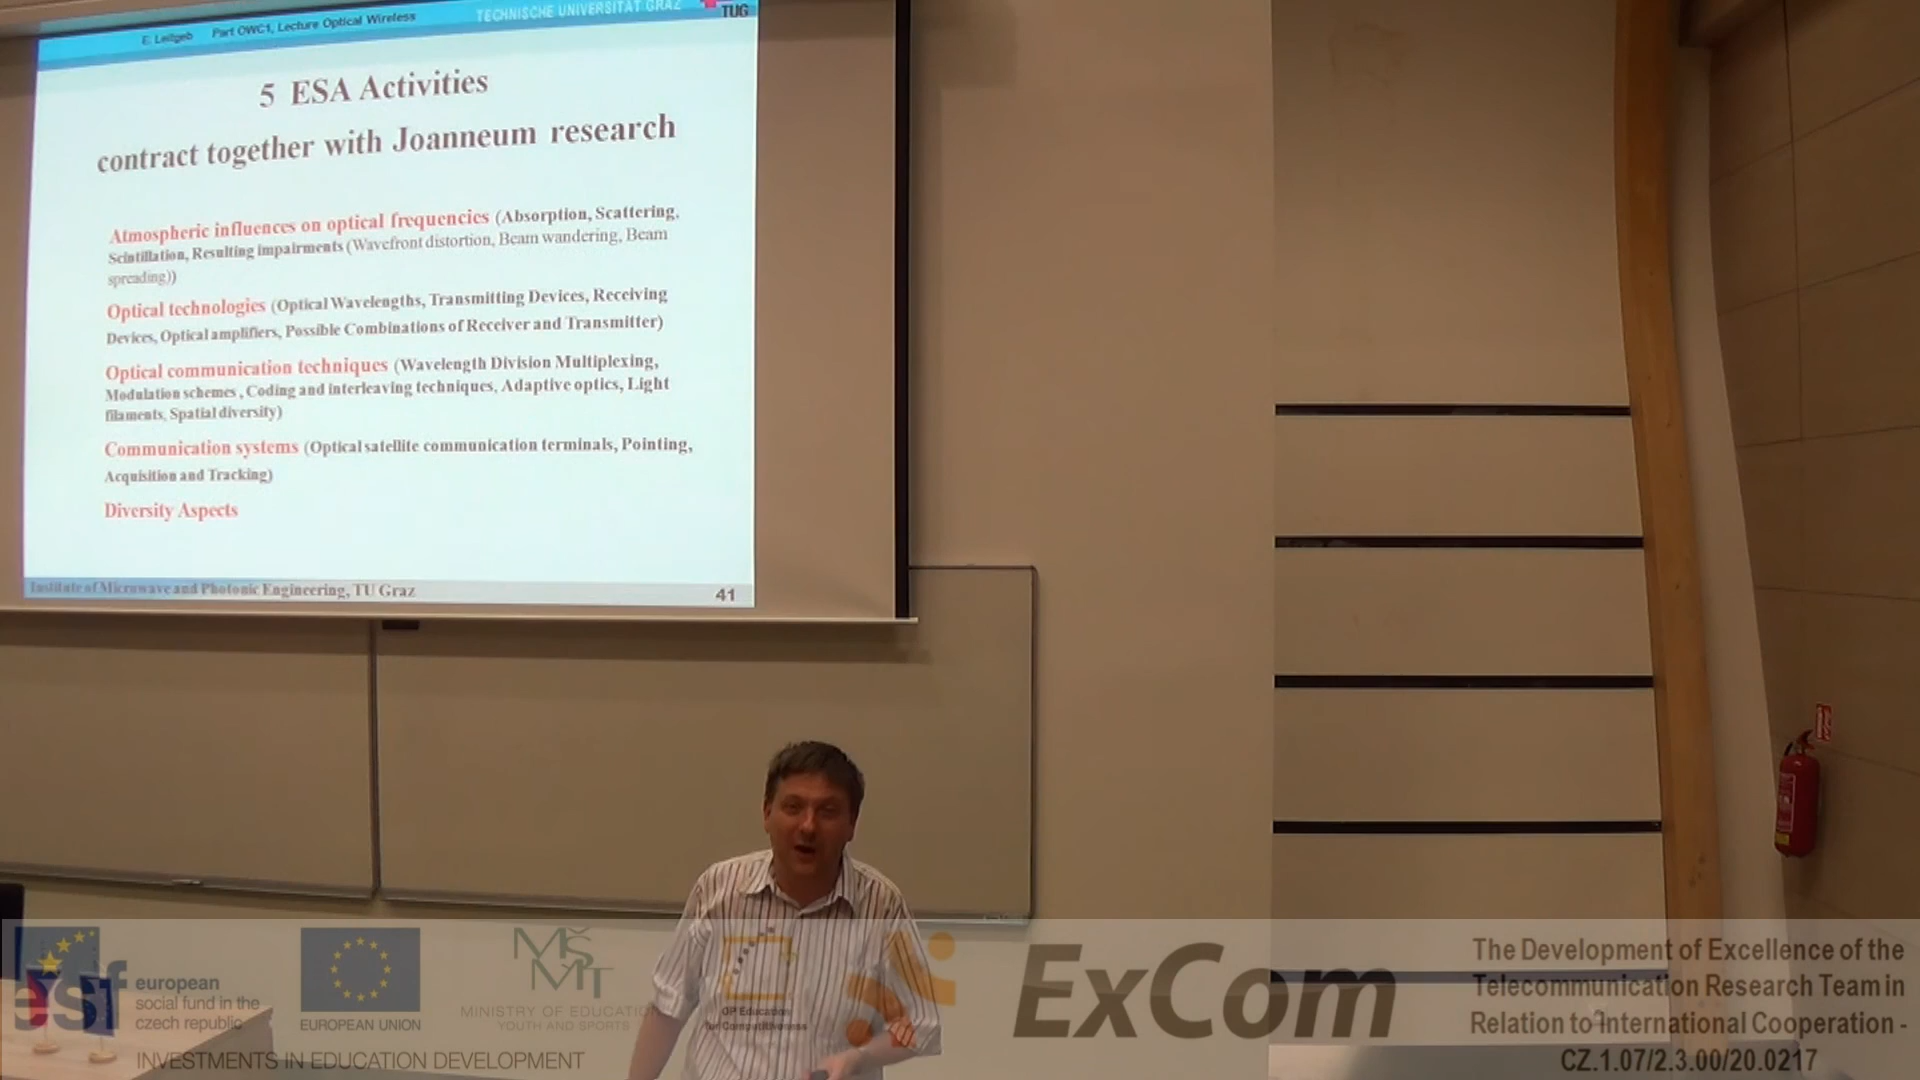 E. Leitgeb Part OWC1, Lecture Optical Wireless
TECHNISCHE UNIVERSITÄT GRAZ
TUG
5 ESA Activities
contract together with Joanneum research
Atmospheric influences on optical frequencies (Absorption, Scattering,
Scintillation, Resulting impairments (Wavefront distortion, Beam wandering, Beam
spreading))
Optical technologies (Optical Wavelengths, Transmitting Devices, Receiving
Devices, Optical amplifiers, Possible Combinations of Receiver and Transmitter)
Optical communication techniques (Wavelength Division Multiplexing,
Modulation schemes , Coding and interleaving techniques, Adaptive optics, Light
filaments, Spatial diversity)
Communication systems (Optical satellite communication terminals, Pointing,
Acquisition and Tracking)
Diversity Aspects
Institute of Microwave and Photonic Engineering, TU Graz
41
esf
european
social fund in the
czech republic
EUROPEAN UNION
MŠMT
MINISTRY OF EDUCATION
YOUTH AND SPORTS
OP Education
for Competitiveness
INVESTMENTS IN EDUCATION DEVELOPMENT
ExCom
The Development of Excellence of the
Telecommunication Research Team in
Relation to International Cooperation -
CZ.1.07/2.3.00/20.0217